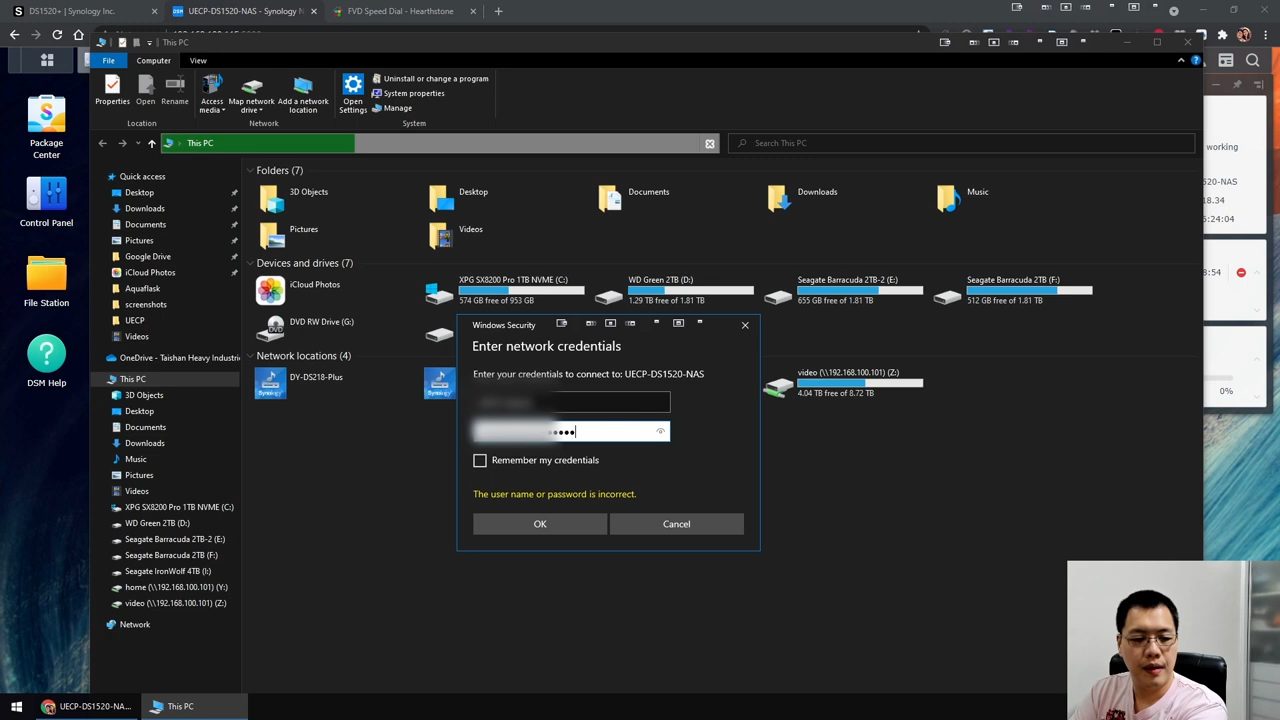 DS1520+ | Synology Inc.
UECP-DS1520-NAS - Synology N
FVD Speed Dial - Hearthstone
This PC
File
Computer
View
Properties
Open
Rename
Access media
Map network drive
Add a network location
Open Settings
Uninstall or change a program
System properties
Manage
Location
Network
System
This PC
Search This PC
Package Center
Control Panel
File Station
DSM Help
Quick access
Desktop
Downloads
Documents
Pictures
Google Drive
iCloud Photos
Aquaflask
screenshots
UECP
Videos
OneDrive - Taishan Heavy Industri
This PC
3D Objects
Desktop
Documents
Downloads
Music
Pictures
Videos
XPG SX8200 Pro 1TB NVME (C:)
WD Green 2TB (D:)
Seagate Barracuda 2TB-2 (E:)
Seagate Barracuda 2TB (F:)
Seagate IronWolf 4TB (I:)
home (\\192.168.100.101) (Y:)
video (\\192.168.100.101) (Z:)
Network
Folders (7)
3D Objects
Desktop
Documents
Downloads
Music
Pictures
Videos
Devices and drives (7)
iCloud Photos
XPG SX8200 Pro 1TB NVME (C:)
574 GB free of 953 GB
WD Green 2TB (D:)
1.29 TB free of 1.81 TB
Seagate Barracuda 2TB-2 (E:)
655 GB free of 1.81 TB
Seagate Barracuda 2TB (F:)
512 GB free of 1.81 TB
DVD RW Drive (G:)
Network locations (4)
DY-DS218-Plus
video (\\192.168.100.101) (Z:)
4.04 TB free of 8.72 TB
Windows Security
Enter network credentials
Enter your credentials to connect to: UECP-DS1520-NAS
Remember my credentials
The user name or password is incorrect.
OK
Cancel
working
1520-NAS
18.34
5:24:04
8:54
0%
UECP-DS1520-NA...
This PC